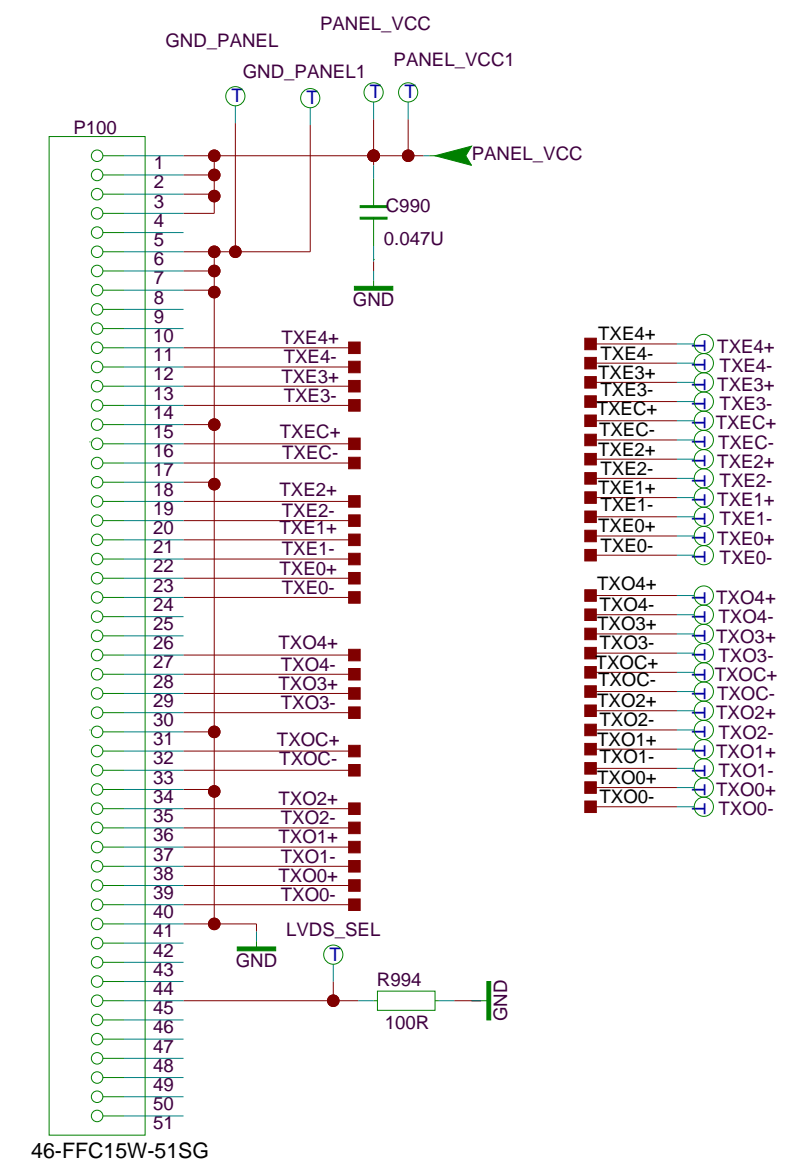 PANEL_VCC
GND_PANEL
PANEL_VCC1
GND_PANEL1
T
T
T
T
P100
PANEL_VCC
1
2
3
4
5
6
7
8
9
10
11
12
13
14
15
16
17
18
19
20
21
22
23
24
25
26
27
28
29
30
31
32
33
34
35
36
37
38
39
40
41
42
43
44
45
46
47
48
49
50
51
C990
0.047U
GND
TXE4+
TXE4-
TXE3+
TXE3-
TXEC+
TXEC-
TXE2+
TXE2-
TXE1+
TXE1-
TXE0+
TXE0-
TXO4+
TXO4-
TXO3+
TXO3-
TXOC+
TXOC-
TXO2+
TXO2-
TXO1+
TXO1-
TXO0+
TXO0-
GND
LVDS_SEL
T
R994
100R
GND
46-FFC15W-51SG
TXE4+ T TXE4+
TXE4- T TXE4-
TXE3+ T TXE3+
TXE3- T TXE3-
TXEC+ T TXEC+
TXEC- T TXEC-
TXE2+ T TXE2+
TXE2- T TXE2-
TXE1+ T TXE1+
TXE1- T TXE1-
TXE0+ T TXE0+
TXE0- T TXE0-
TXO4+ T TXO4+
TXO4- T TXO4-
TXO3+ T TXO3+
TXO3- T TXO3-
TXOC+ T TXOC+
TXOC- T TXOC-
TXO2+ T TXO2+
TXO2- T TXO2-
TXO1+ T TXO1+
TXO1- T TXO1-
TXO0+ T TXO0+
TXO0- T TXO0-